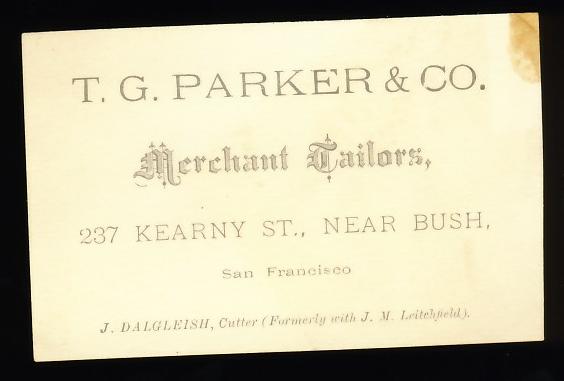 T. G. PARKER & CO.
Merchant Tailors,
237 KEARNY ST., NEAR BUSH,
San Francisco
J. DALGLEISH, Cutter (Formerly with J. M. Leitchfield).